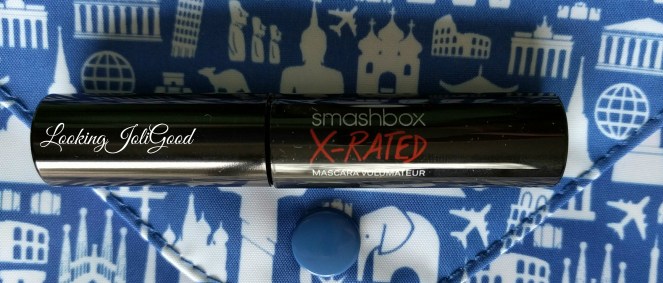 Looking JoliGood
smashbox
X-RATED
MASCARA VOLUMATEUR